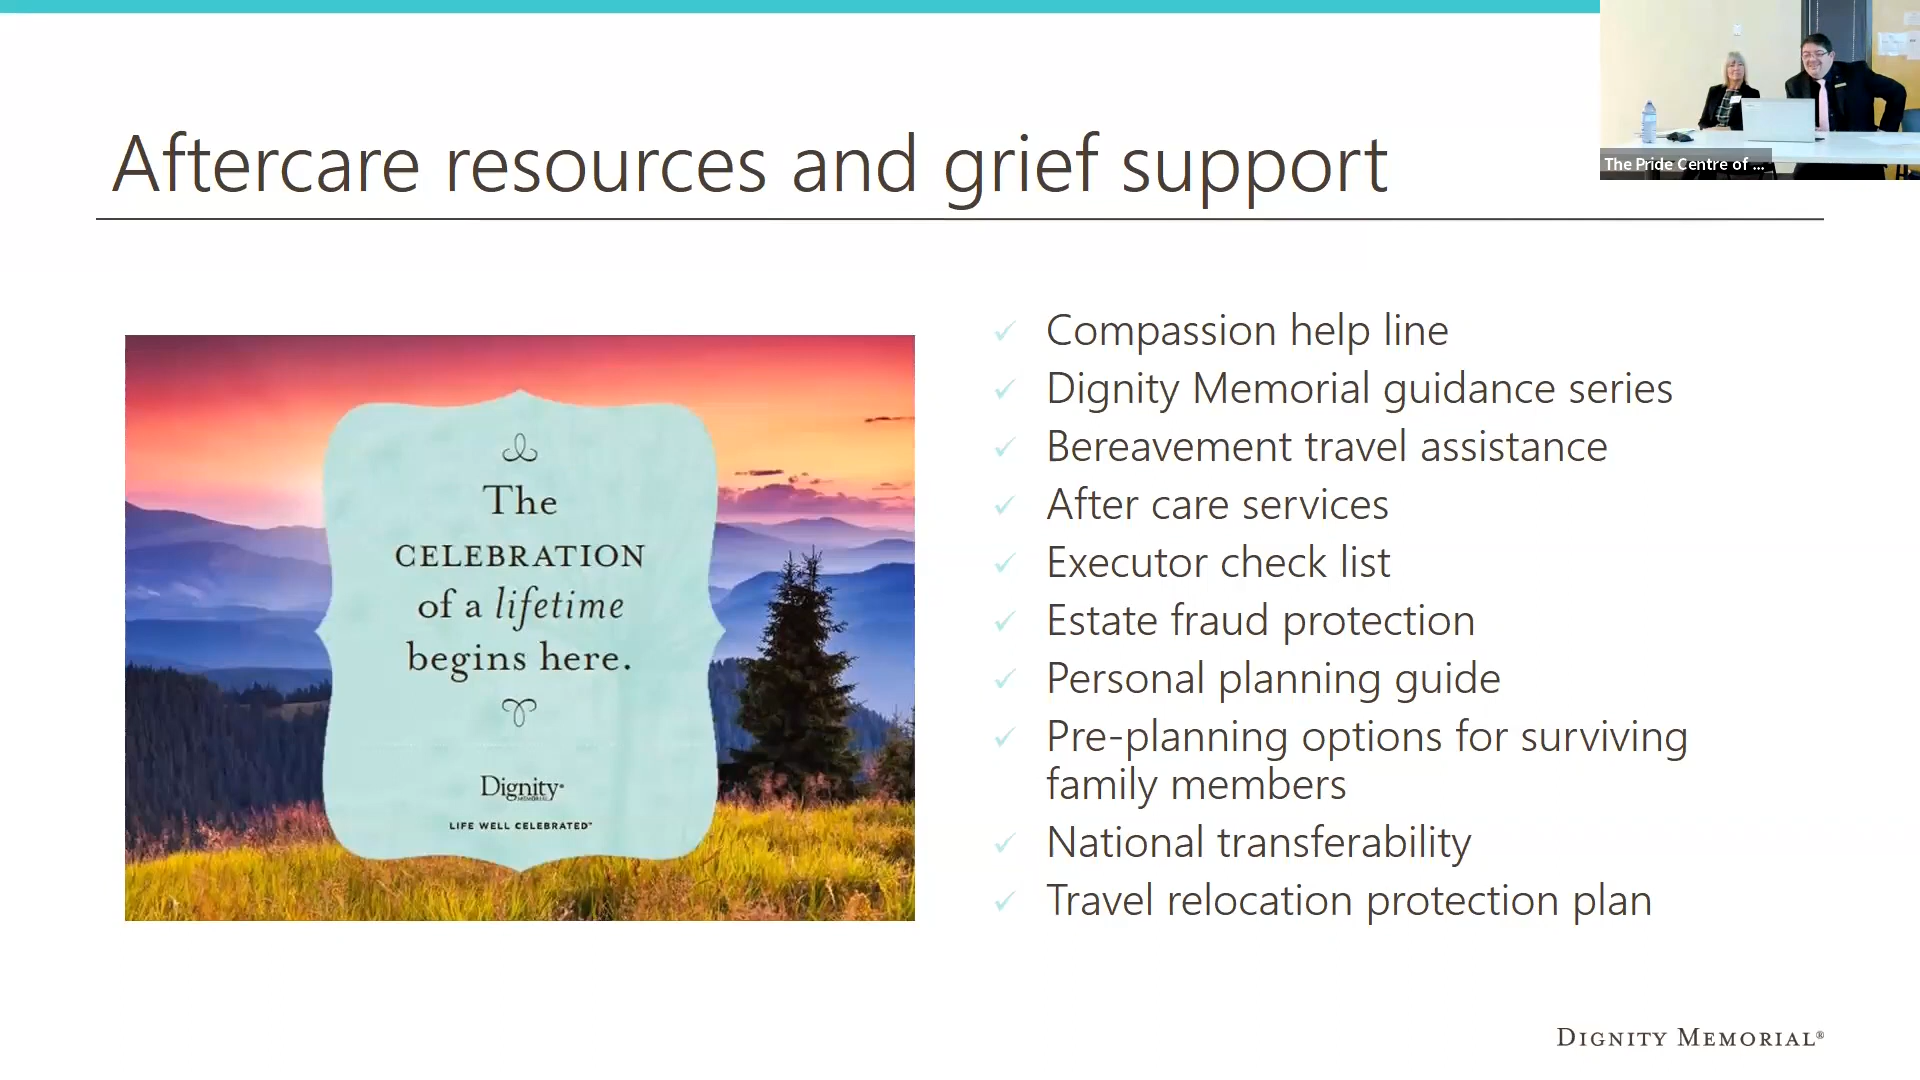 Aftercare resources and grief support
The Pride Centre of ...
The
CELEBRATION
of a lifetime
begins here.
Dignity®
MEMORIAL
LIFE WELL CELEBRATED™
✓ Compassion help line
✓ Dignity Memorial guidance series
✓ Bereavement travel assistance
✓ After care services
✓ Executor check list
✓ Estate fraud protection
✓ Personal planning guide
✓ Pre-planning options for surviving
family members
✓ National transferability
✓ Travel relocation protection plan
DIGNITY MEMORIAL®